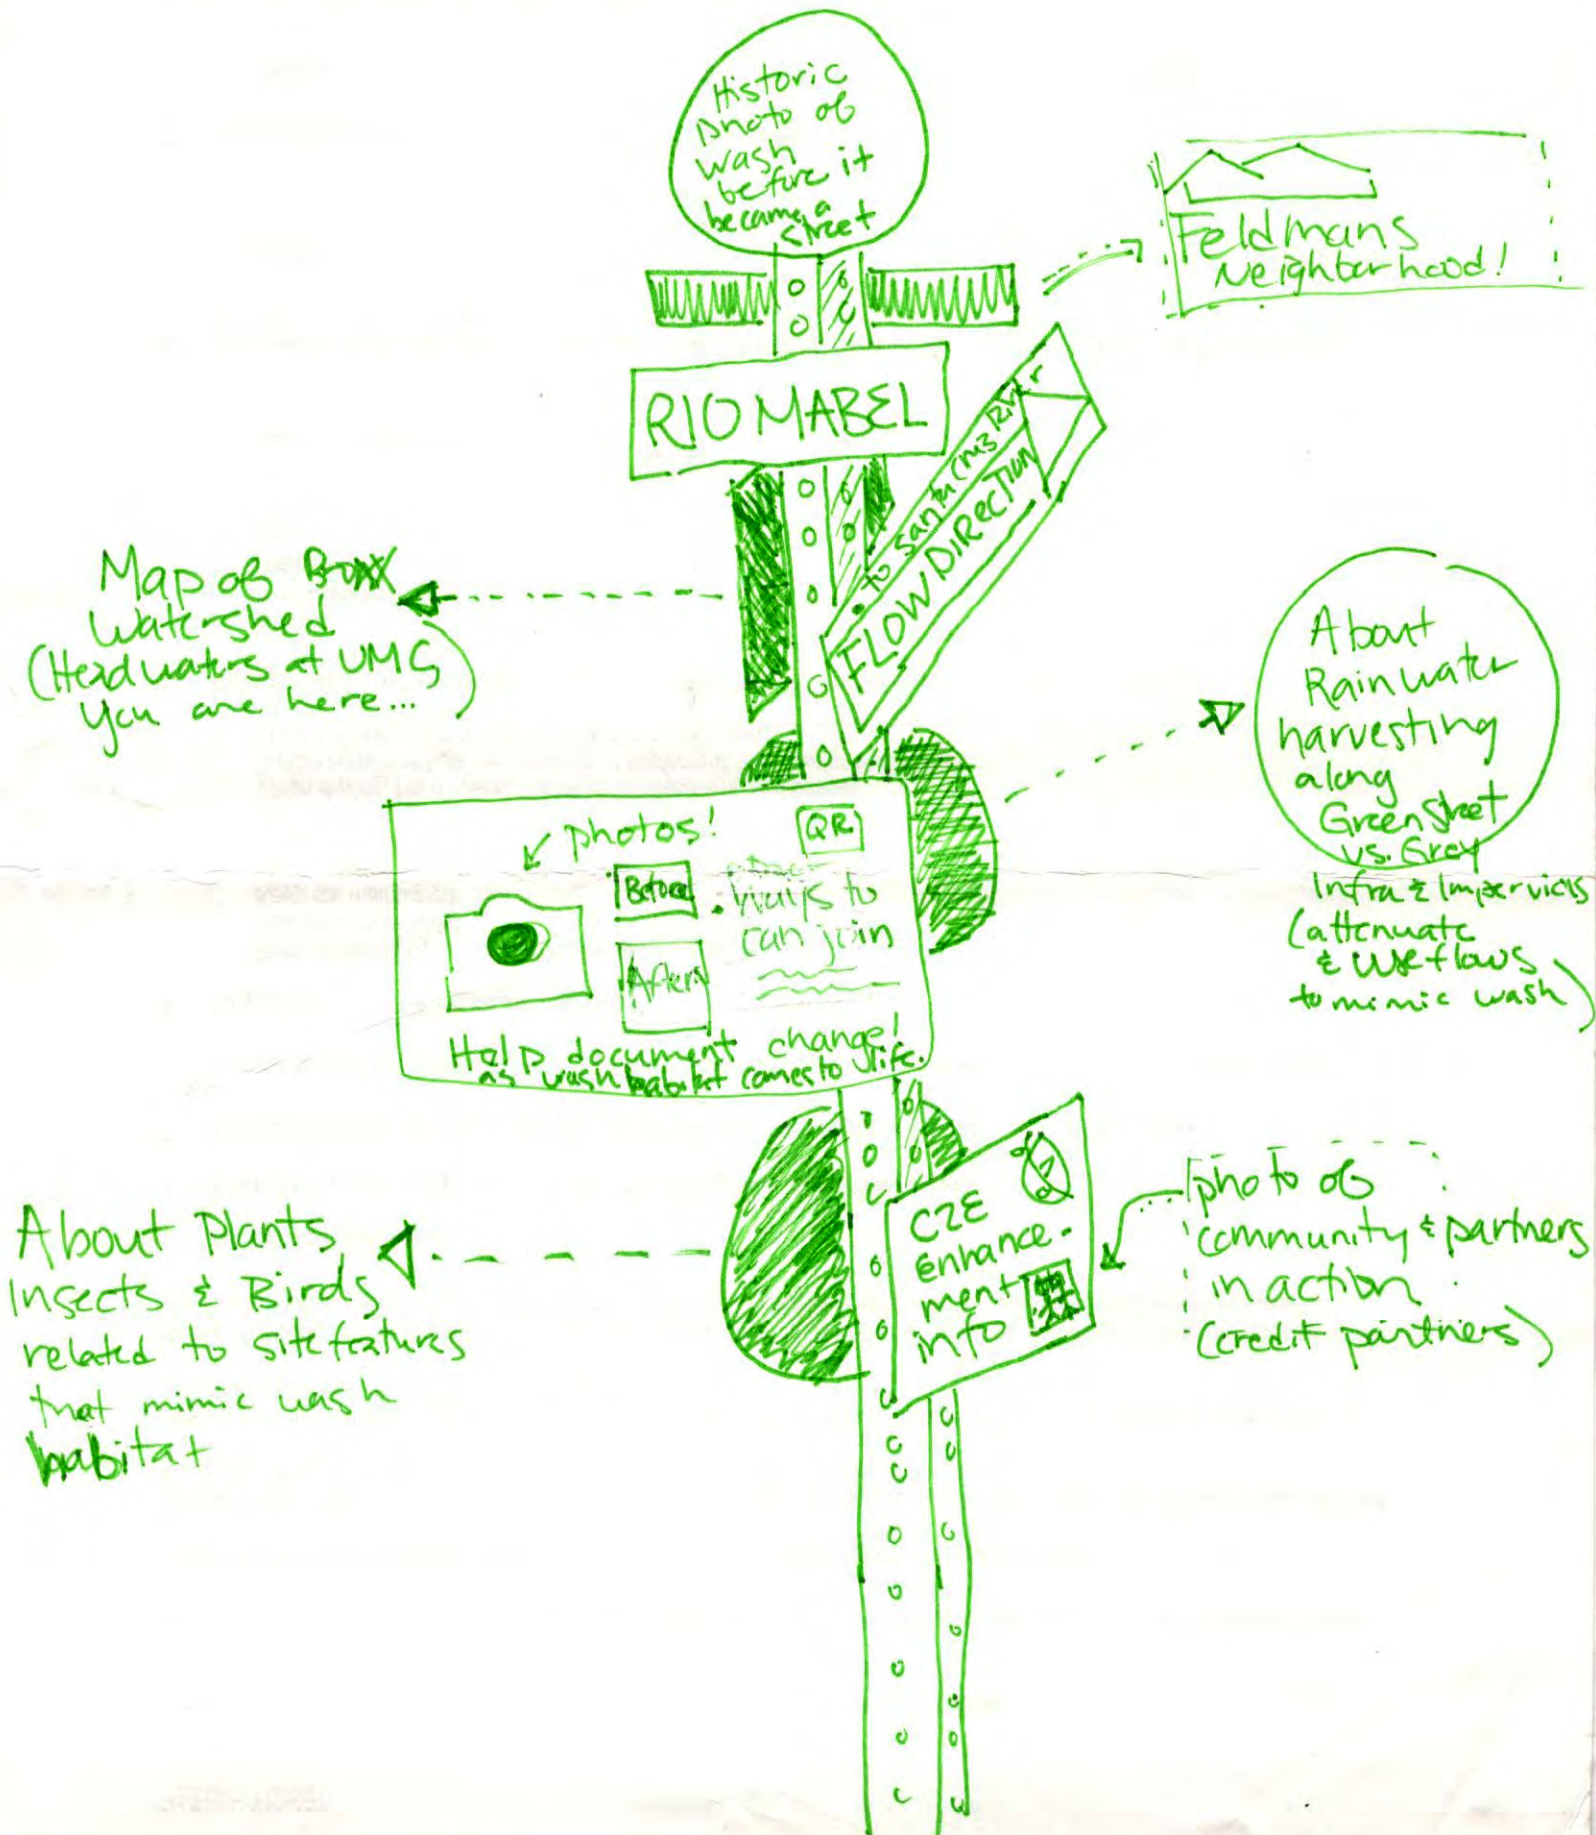 Historic
photo of
wash
before it
became a
street
Feldmans
Neighborhood!
RIO MABEL
• to Santa Cruz River
FLOW DIRECTION
Map of
Watershed
(Headwaters at UMC,
you are here...)
About
Rainwater
harvesting
along
Green Street
vs. Grey
Infra & Impervious
(attenuate
& use flows
to mimic wash)
photos!
QR
Before
After
• Ways to
can join
Help document change!
as wash habitat comes to life.
About Plants,
Insects & Birds
related to site features
that mimic wash
habitat
C2E
enhance-
ment
info
photo of
community & partners
in action
(credit partners)